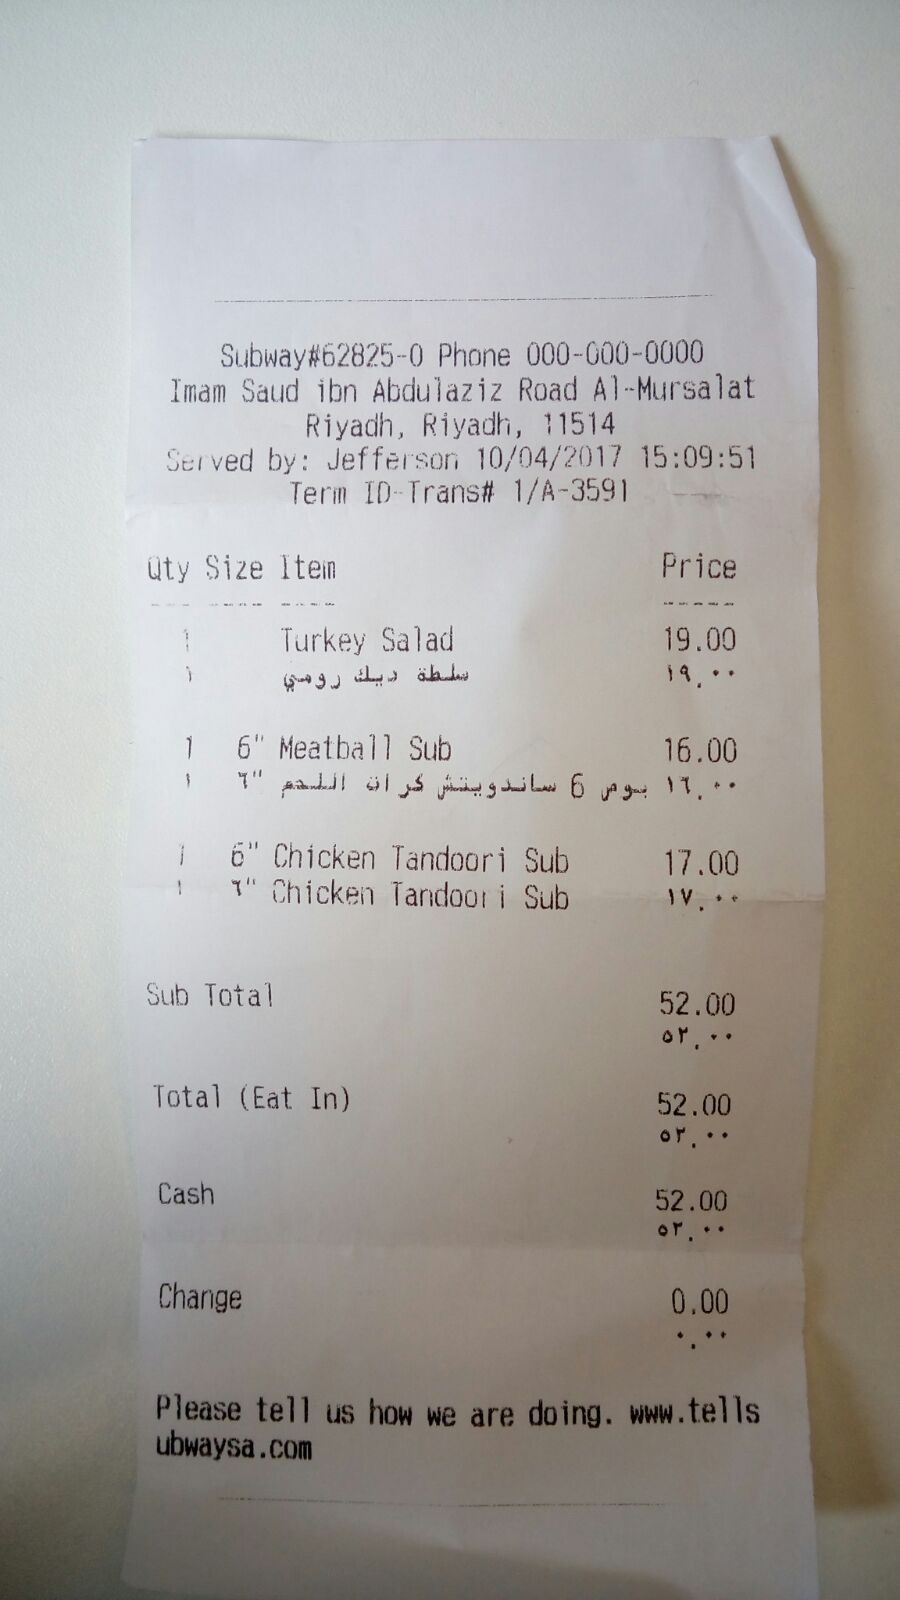 Subway#62825-0 Phone 000-000-0000
Imam Saud ibn Abdulaziz Road Al-Mursalat
Riyadh, Riyadh, 11514
Served by: Jefferson 10/04/2017 15:09:51
Term ID-Trans# 1/A-3591
Qty Size Item Price
---- ---- ---- -----
1 Turkey Salad 19.00
١ سلطة ديك رومي ١٩.٠٠
1 6" Meatball Sub 16.00
١ ٦" بوص 6 ساندويتش كرات اللحم ١٦.٠٠
1 6" Chicken Tandoori Sub 17.00
١ ٦" Chicken Tandoori Sub ١٧.٠٠
Sub Total 52.00
٥٢.٠٠
Total (Eat In) 52.00
٥٢.٠٠
Cash 52.00
٥٢.٠٠
Change 0.00
٠.٠٠
Please tell us how we are doing. www.tells
ubwaysa.com